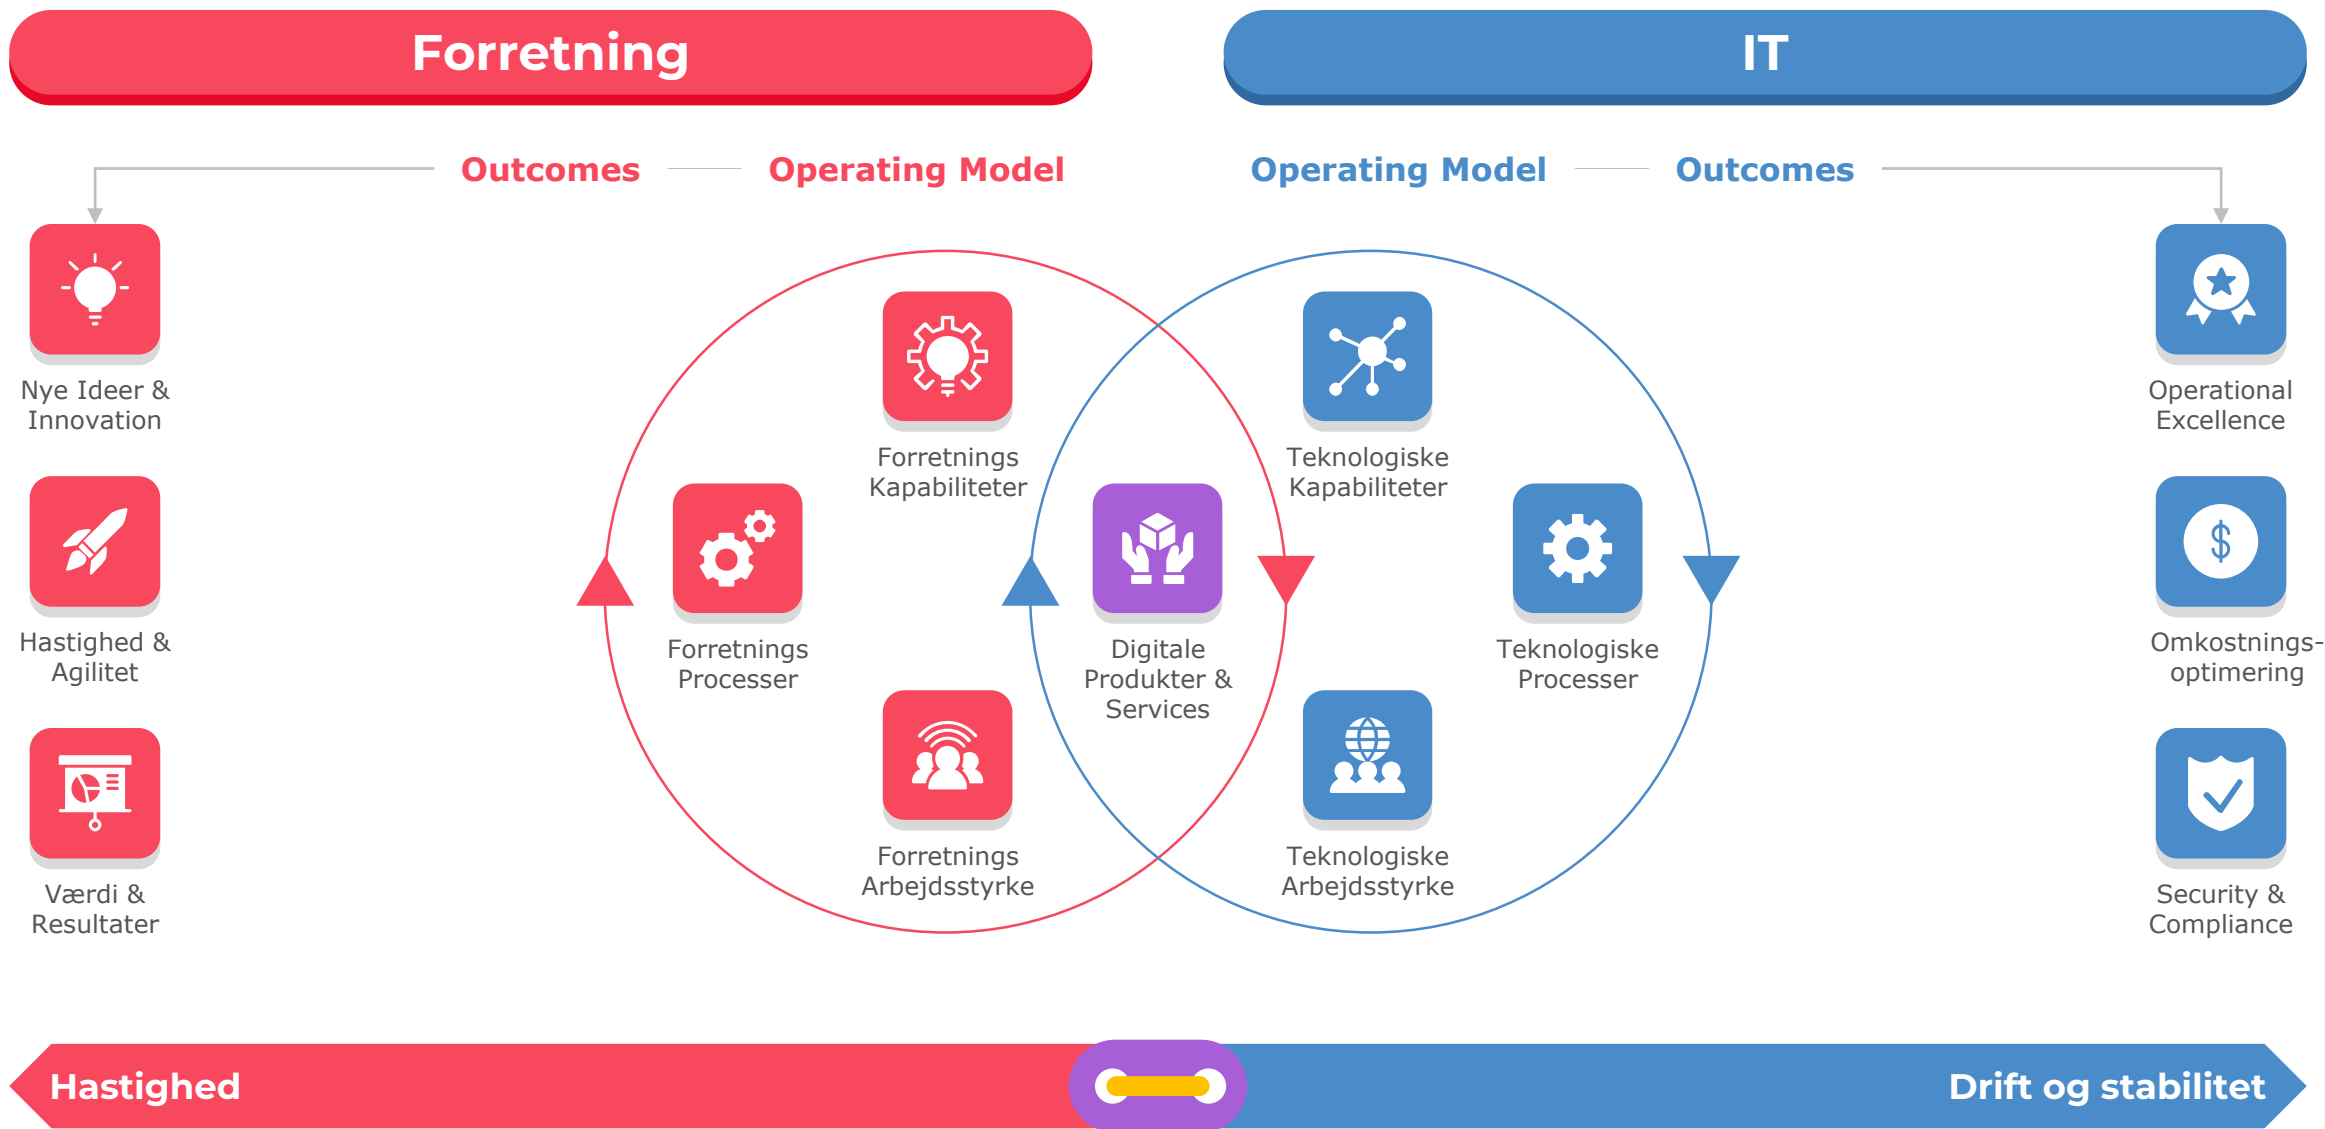 Forretning
IT
Outcomes
Operating Model
Operating Model
Outcomes
Nye Ideer &
Innovation
Hastighed &
Agilitet
Værdi &
Resultater
Forretnings
Kapabiliteter
Forretnings
Processer
Forretnings
Arbejdsstyrke
Digitale
Produkter &
Services
Teknologiske
Kapabiliteter
Teknologiske
Processer
Teknologiske
Arbejdsstyrke
Operational
Excellence
$
Omkostnings-
optimering
Security &
Compliance
Hastighed
Drift og stabilitet